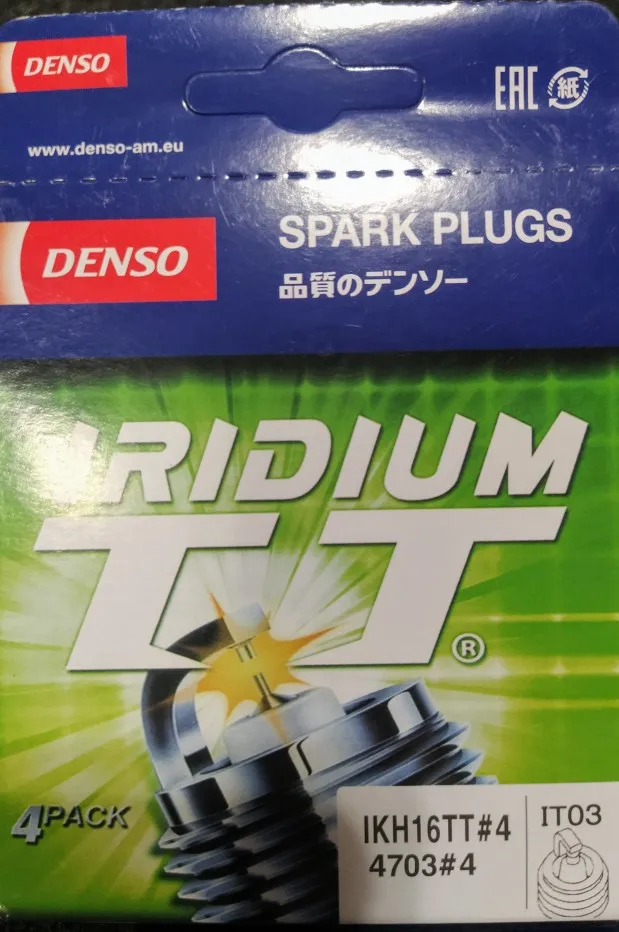 DENSO
EAC 紙
www.denso-am.eu
DENSO
SPARK PLUGS
品質のデンソー
IRIDIUM
TT®
4PACK
IKH16TT#4
4703#4
IT03